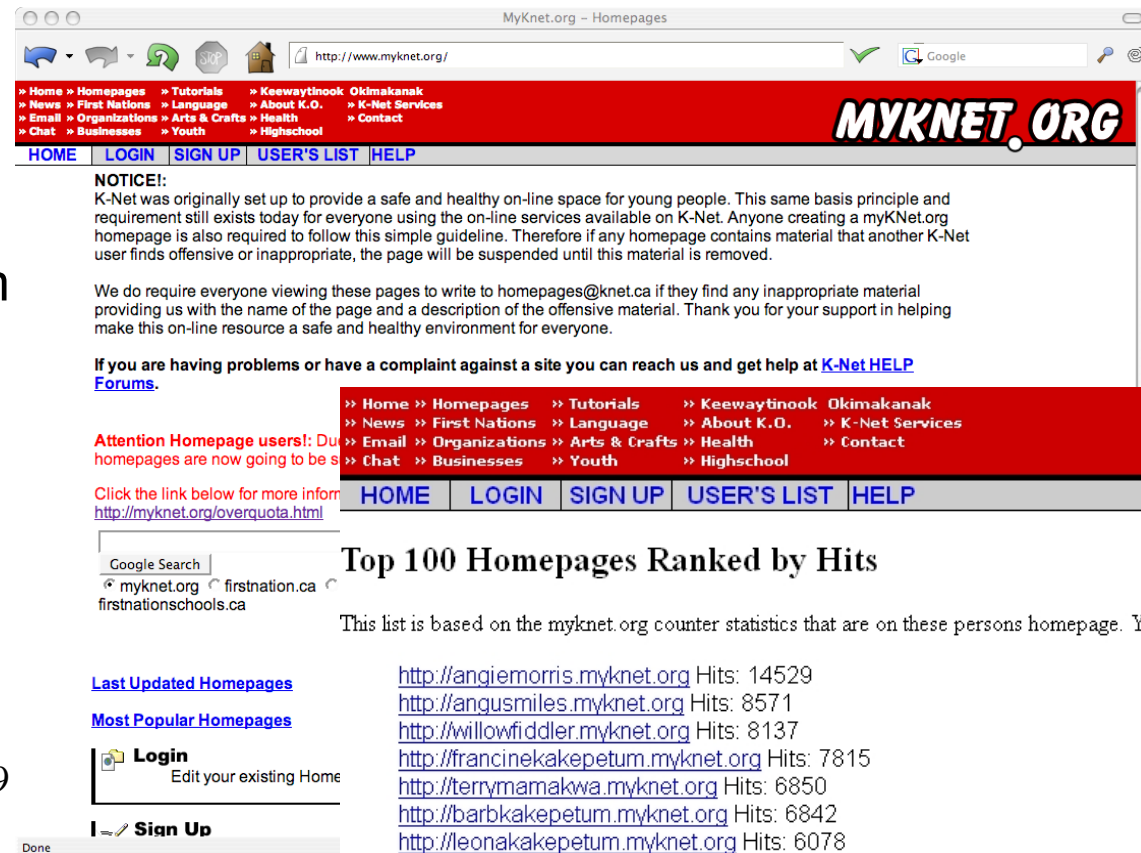 MyKnet.org – Homepages
http://www.myknet.org/
Google
» Home » Homepages » Tutorials » Keewaytinook Okimakanak
» News » First Nations » Language » About K.O. » K-Net Services
» Email » Organizations » Arts & Crafts » Health » Contact
» Chat » Businesses » Youth » Highschool
MYKNET.ORG
HOME LOGIN SIGN UP USER'S LIST HELP
NOTICE!:
K-Net was originally set up to provide a safe and healthy on-line space for young people. This same basis principle and
requirement still exists today for everyone using the on-line services available on K-Net. Anyone creating a myKNet.org
homepage is also required to follow this simple guideline. Therefore if any homepage contains material that another K-Net
user finds offensive or inappropriate, the page will be suspended until this material is removed.
We do require everyone viewing these pages to write to homepages@knet.ca if they find any inappropriate material
providing us with the name of the page and a description of the offensive material. Thank you for your support in helping
make this on-line resource a safe and healthy environment for everyone.
If you are having problems or have a complaint against a site you can reach us and get help at K-Net HELP
Forums.
Attention Homepage users!:
homepages are now going to be
Click the link below for more
http://myknet.org/overquota.html
Google Search
myknet.org firstnation.ca
firstnationschools.ca
Last Updated Homepages
Most Popular Homepages
Login
Edit your existing
Sign Up
Done
» Home » Homepages » Tutorials » Keewaytinook Okimakanak
» News » First Nations » Language » About K.O. » K-Net Services
» Email » Organizations » Arts & Crafts » Health » Contact
» Chat » Businesses » Youth » Highschool
HOME LOGIN SIGN UP USER'S LIST HELP
Top 100 Homepages Ranked by Hits
This list is based on the myknet.org counter statistics that are on these persons homepage.
http://angiemorris.myknet.org Hits: 14529
http://angusmiles.myknet.org Hits: 8571
http://willowfiddler.myknet.org Hits: 8137
http://francinekakepetum.myknet.org Hits: 7815
http://terrymamakwa.myknet.org Hits: 6850
http://barbkakepetum.myknet.org Hits: 6842
http://leonakakepetum.myknet.org Hits: 6078